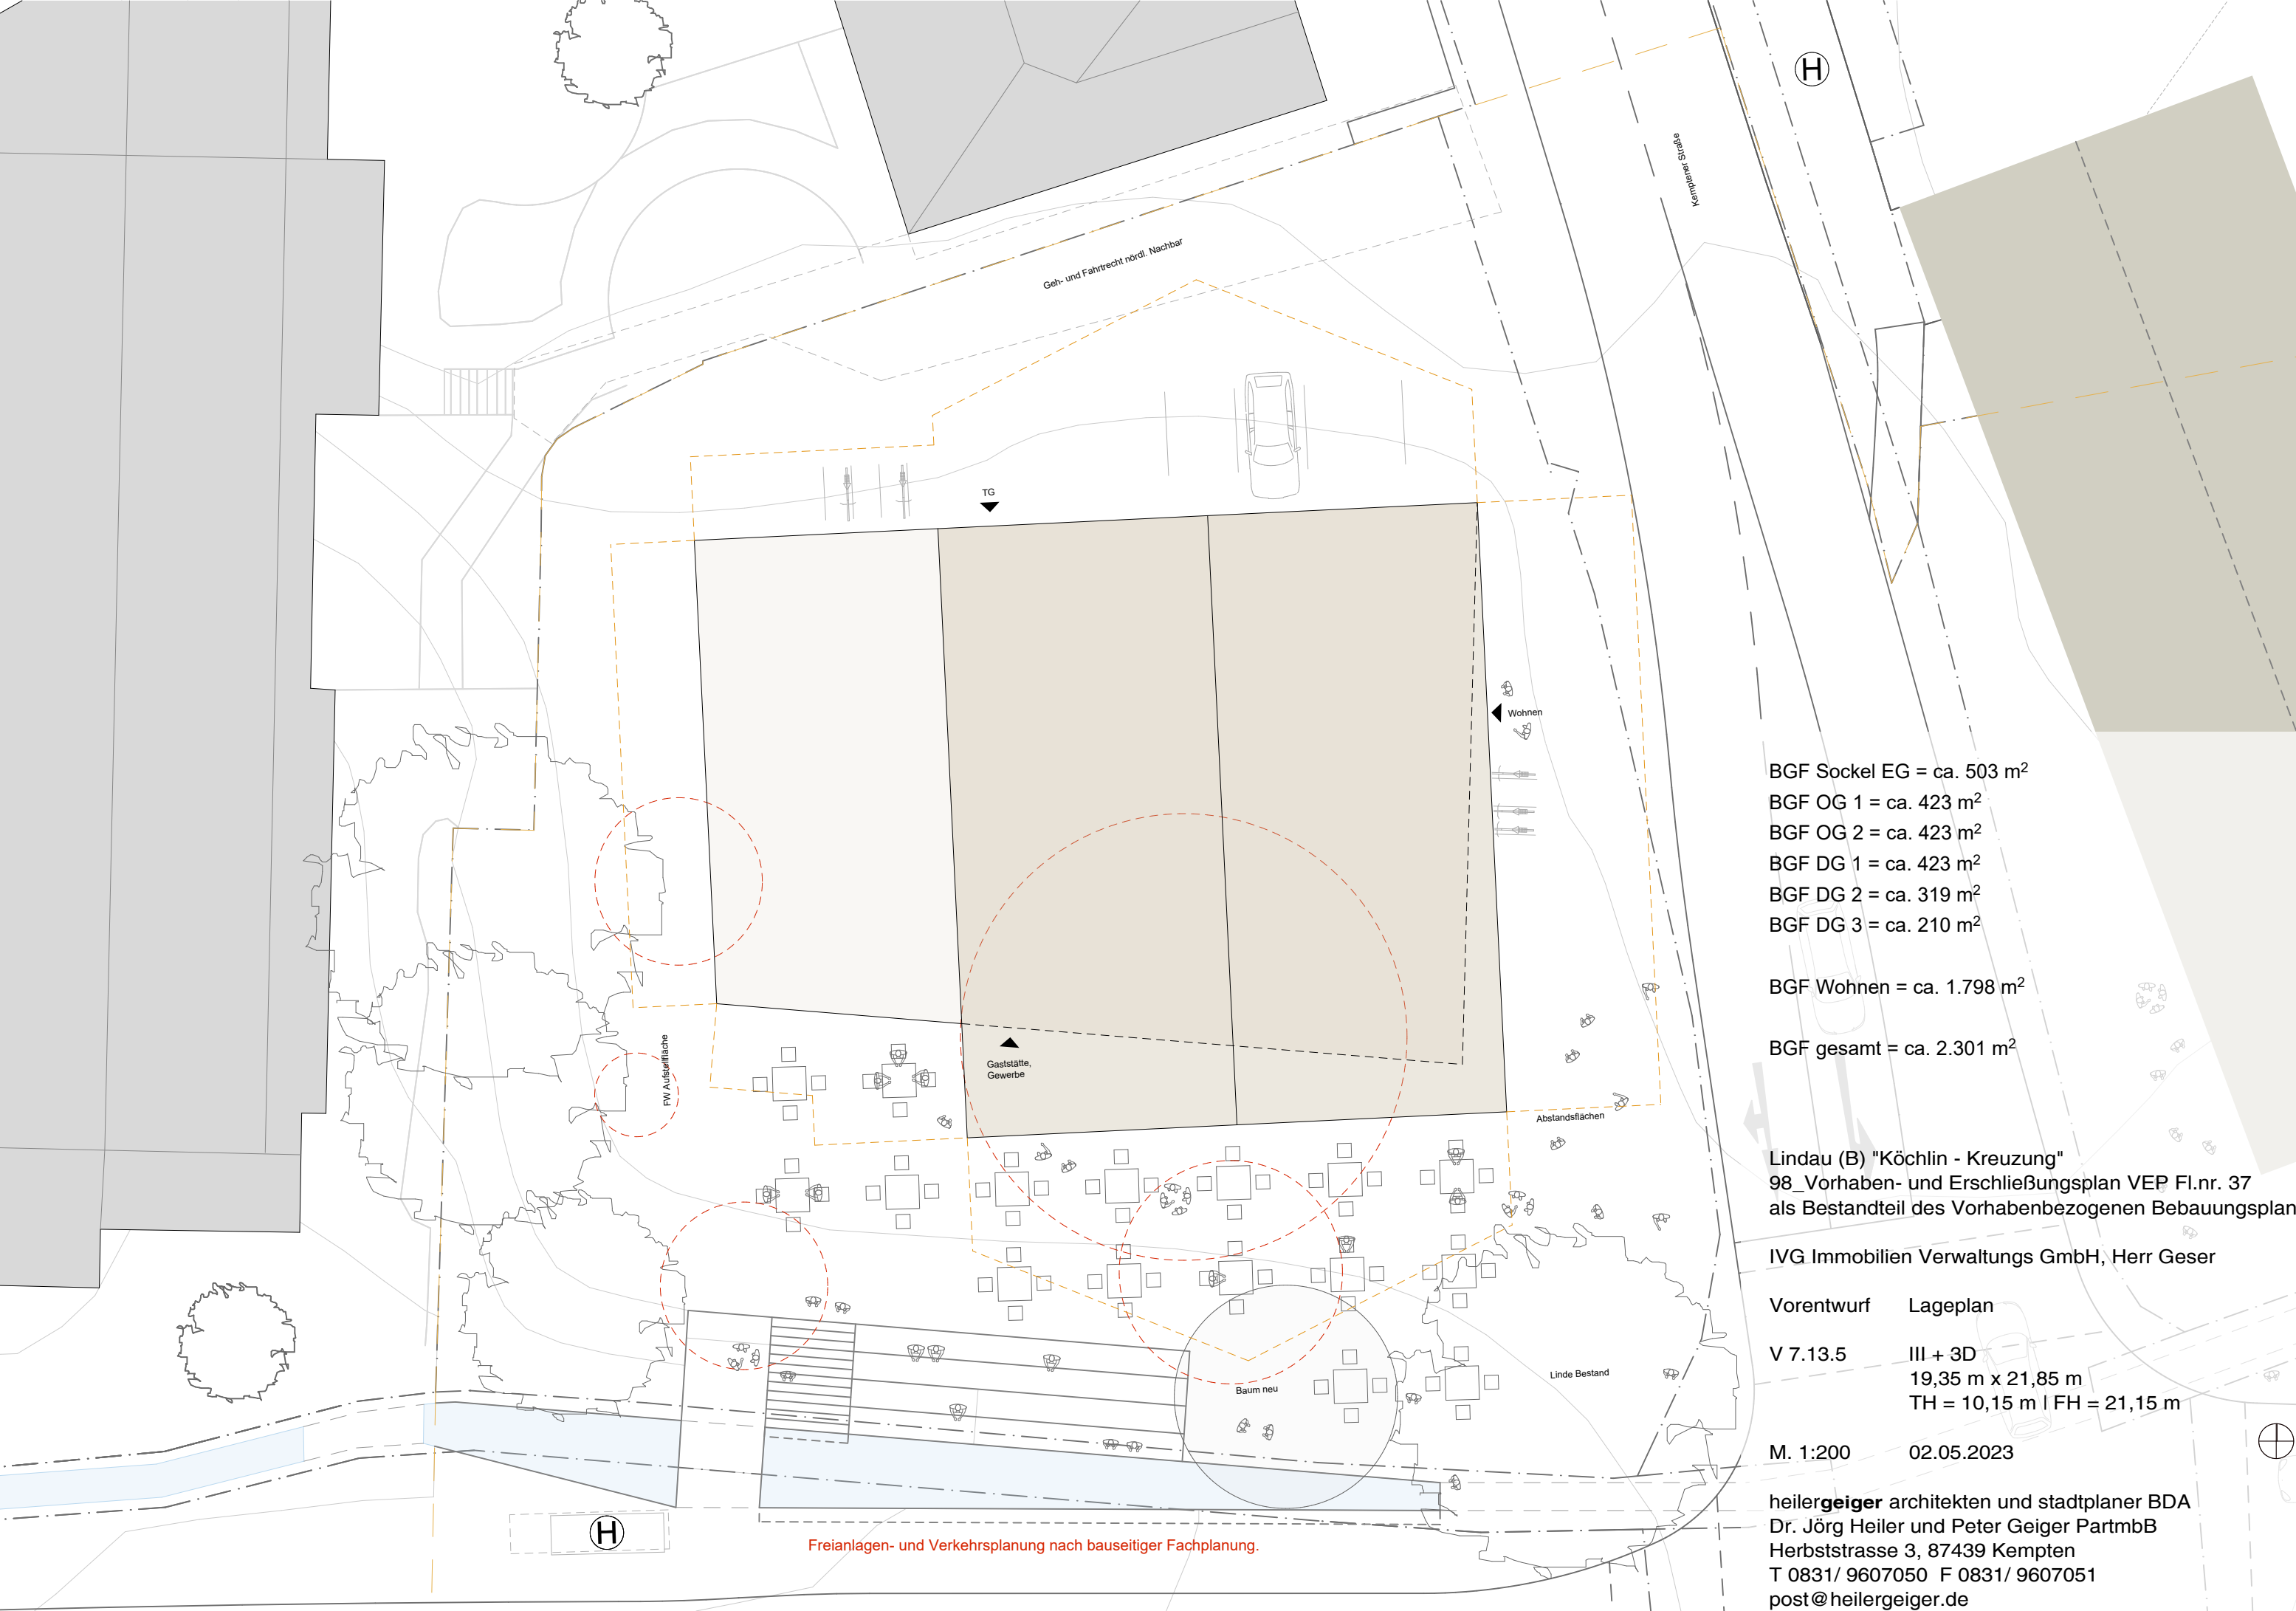 H
Kemptener Straße
Geh- und Fahrtrecht nördl. Nachbar
TG
Wohnen
BGF Sockel EG = ca. 503 m²
BGF OG 1 = ca. 423 m²
BGF OG 2 = ca. 423 m²
BGF DG 1 = ca. 423 m²
BGF DG 2 = ca. 319 m²
BGF DG 3 = ca. 210 m²
BGF Wohnen = ca. 1.798 m²
BGF gesamt = ca. 2.301 m²
FW Aufstellfläche
Gaststätte,
Gewerbe
Abstandsflächen
Lindau (B) "Köchlin - Kreuzung"
98_Vorhaben- und Erschließungsplan VEP Fl.nr. 37
als Bestandteil des Vorhabenbezogenen Bebauungsplan
IVG Immobilien Verwaltungs GmbH, Herr Geser
Vorentwurf Lageplan
V 7.13.5 III + 3D
19,35 m x 21,85 m
TH = 10,15 m | FH = 21,15 m
M. 1:200 02.05.2023
heilergeiger architekten und stadtplaner BDA
Dr. Jörg Heiler und Peter Geiger PartmbB
Herbststrasse 3, 87439 Kempten
T 0831/ 9607050 F 0831/ 9607051
post@heilergeiger.de
Baum neu
Linde Bestand
H
Freianlagen- und Verkehrsplanung nach bauseitiger Fachplanung.